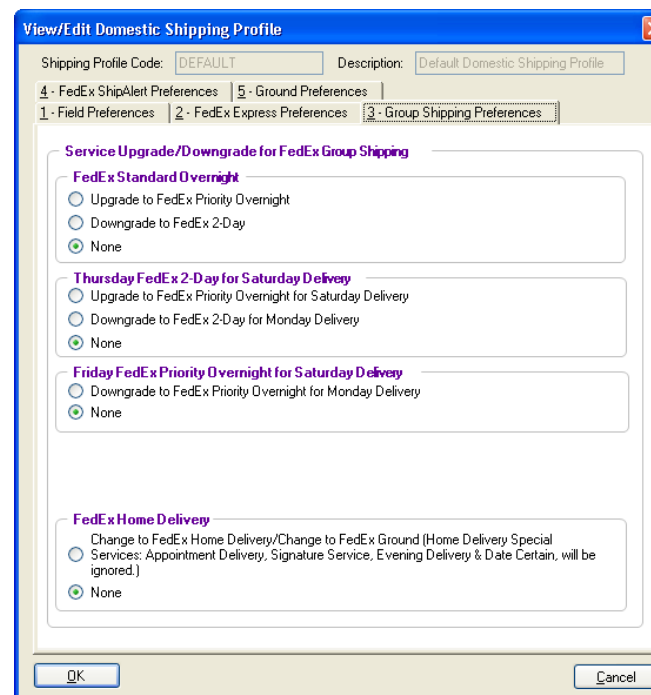 View/Edit Domestic Shipping Profile
Shipping Profile Code: DEFAULT Description: Default Domestic Shipping Profile
4 - FedEx ShipAlert Preferences 5 - Ground Preferences
1 - Field Preferences 2 - FedEx Express Preferences 3 - Group Shipping Preferences
Service Upgrade/Downgrade for FedEx Group Shipping
FedEx Standard Overnight
Upgrade to FedEx Priority Overnight
Downgrade to FedEx 2-Day
None
Thursday FedEx 2-Day for Saturday Delivery
Upgrade to FedEx Priority Overnight for Saturday Delivery
Downgrade to FedEx 2-Day for Monday Delivery
None
Friday FedEx Priority Overnight for Saturday Delivery
Downgrade to FedEx Priority Overnight for Monday Delivery
None
FedEx Home Delivery
Change to FedEx Home Delivery/Change to FedEx Ground (Home Delivery Special
Services: Appointment Delivery, Signature Service, Evening Delivery & Date Certain, will be
ignored.)
None
OK Cancel